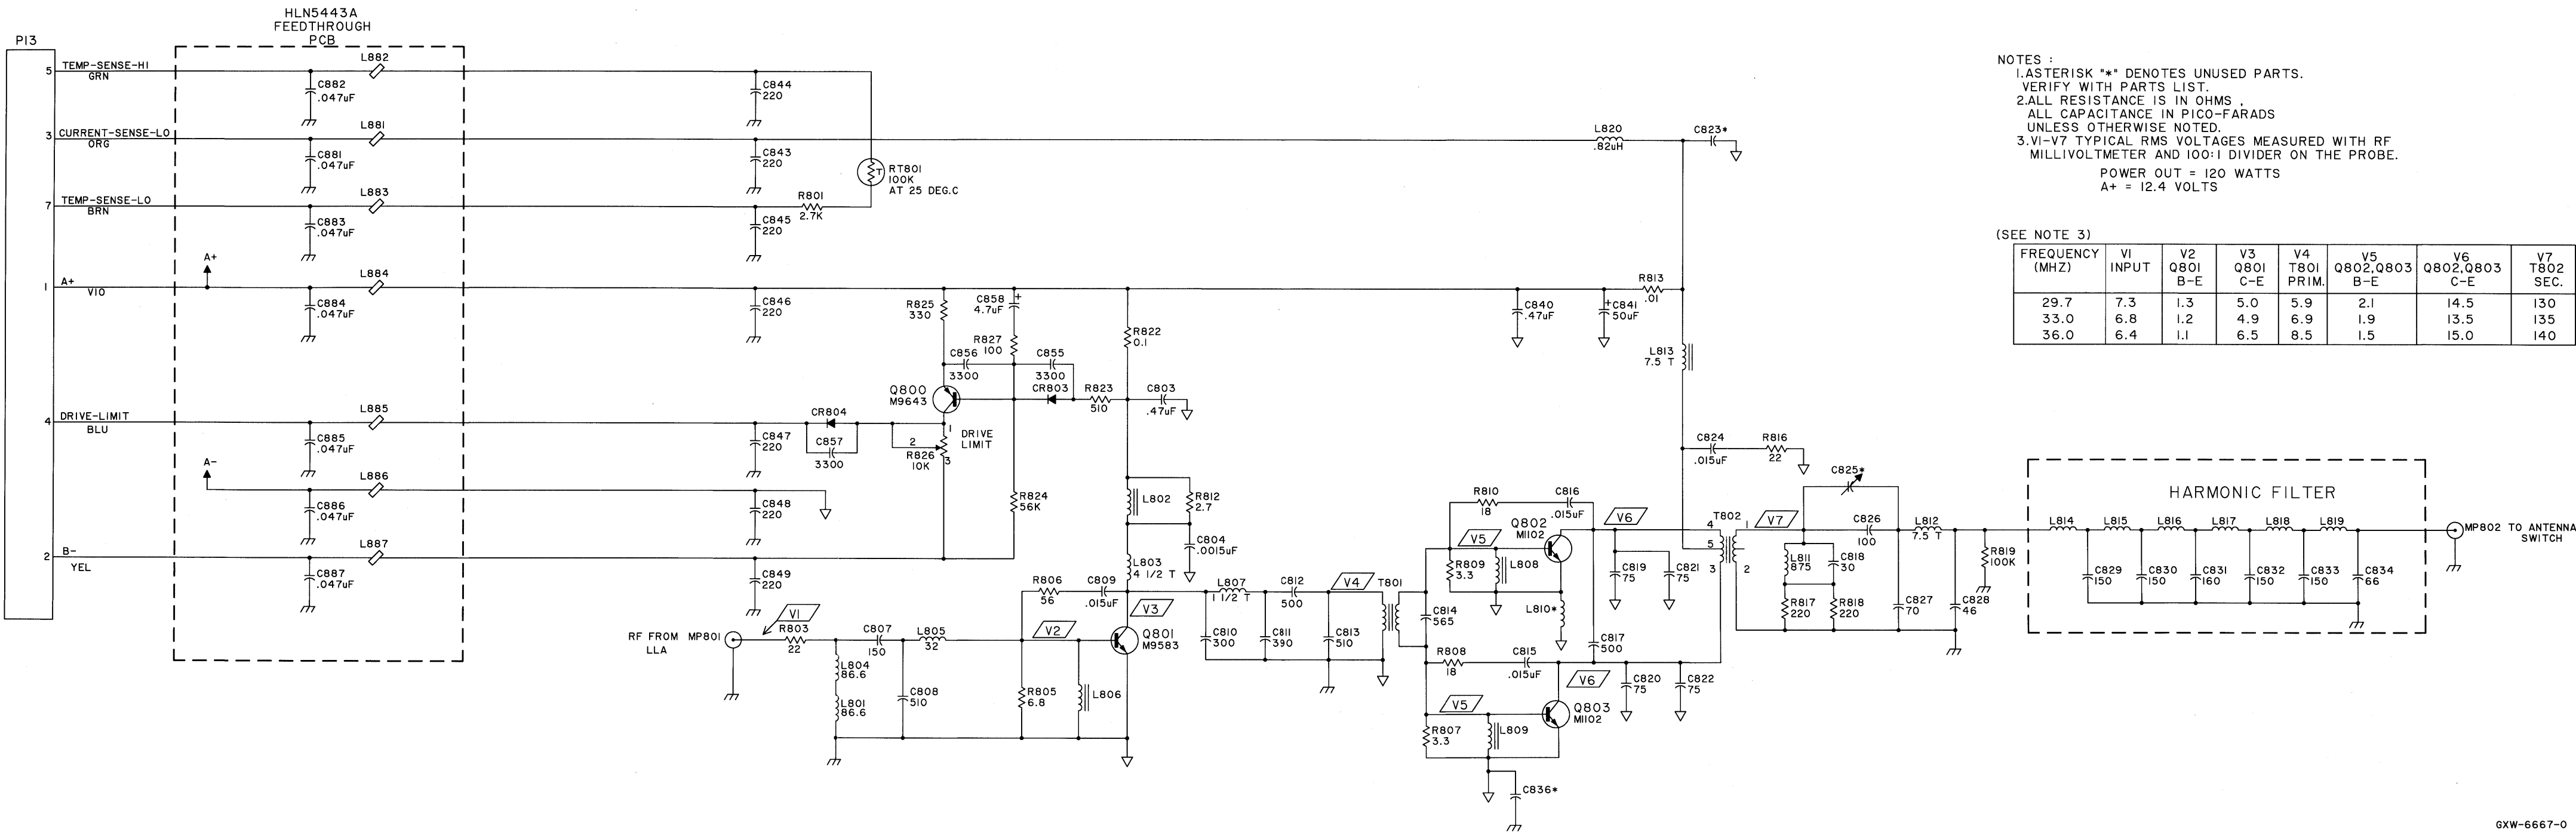 HLN5443A
FEEDTHROUGH
PCB
P13
5 TEMP-SENSE-HI
GRN
L882
C882
.047uF
C844
220
3 CURRENT-SENSE-LO
ORG
L881
C881
.047uF
C843
220
RT801
100K
AT 25 DEG.C
L820
.82uH
C823*
7 TEMP-SENSE-LO
BRN
L883
C883
.047uF
C845
220
R801
2.7K
NOTES :
1.ASTERISK "*" DENOTES UNUSED PARTS.
VERIFY WITH PARTS LIST.
2.ALL RESISTANCE IS IN OHMS ,
ALL CAPACITANCE IN PICO-FARADS
UNLESS OTHERWISE NOTED.
3.V1-V7 TYPICAL RMS VOLTAGES MEASURED WITH RF
MILLIVOLTMETER AND 100:1 DIVIDER ON THE PROBE.
POWER OUT = 120 WATTS
A+ = 12.4 VOLTS
(SEE NOTE 3)
FREQUENCY (MHZ) V1 INPUT V2 Q801 B-E V3 Q801 C-E V4 T801 PRIM. V5 Q802,Q803 B-E V6 Q802,Q803 C-E V7 T802 SEC.
29.7 7.3 1.3 5.0 5.9 2.1 14.5 130
33.0 6.8 1.2 4.9 6.9 1.9 13.5 135
36.0 6.4 1.1 6.5 8.5 1.5 15.0 140
A+
1 A+
VIO
L884
C884
.047uF
C846
220
R825
330
C858
4.7uF
+
R827
100
R822
0.1
C840
.47uF
+
C841
50uF
R813
.01
L813
7.5 T
C856
3300
C855
3300
Q800
M9643
CR803
R823
510
C803
.47uF
4 DRIVE-LIMIT
BLU
L885
C885
.047uF
C847
220
CR804
C857
3300
1
2
3
R826
10K
DRIVE
LIMIT
A-
L886
C886
.047uF
C848
220
R824
56K
L802
R812
2.7
C804
.0015uF
2 B-
YEL
L887
C887
.047uF
C849
220
L803
4 1/2 T
C824
.015uF
R816
22
RF FROM MP801
LLA
V1
R803
22
C807
150
L805
32
L804
86.6
L801
86.6
C808
510
R806
56
C809
.015uF
V2
V3
Q801
M9583
R805
6.8
L806
L807
1 1/2 T
C812
500
V4
T801
C810
300
C811
390
C813
510
C814
565
R810
18
C816
.015uF
V5
Q802
M1102
V6
R809
3.3
L808
L810*
C819
75
C821
75
C817
500
R808
18
C815
.015uF
V6
C820
75
C822
75
V5
Q803
M1102
R807
3.3
L809
C836*
4
5
3
T802
1
2
V7
C825*
C826
100
L812
7.5 T
L811
875
C818
30
R817
220
R818
220
C827
70
C828
46
R819
100K
HARMONIC FILTER
L814
L815
L816
L817
L818
L819
C829
150
C830
150
C831
160
C832
150
C833
150
C834
66
MP802 TO ANTENNA
SWITCH
GXW-6667-0